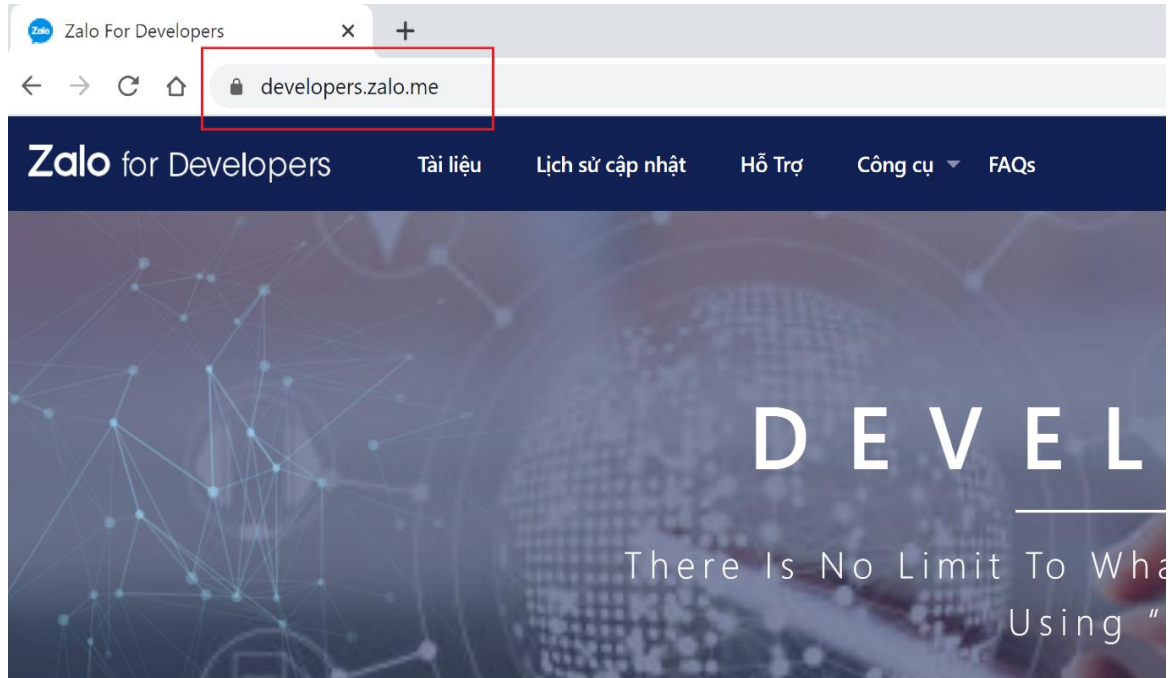 Zalo For Developers
developers.zalo.me
Zalo for Developers Tài liệu Lịch sử cập nhật Hỗ Trợ Công cụ FAQs
DEVEL
There Is No Limit To Wha
Using “